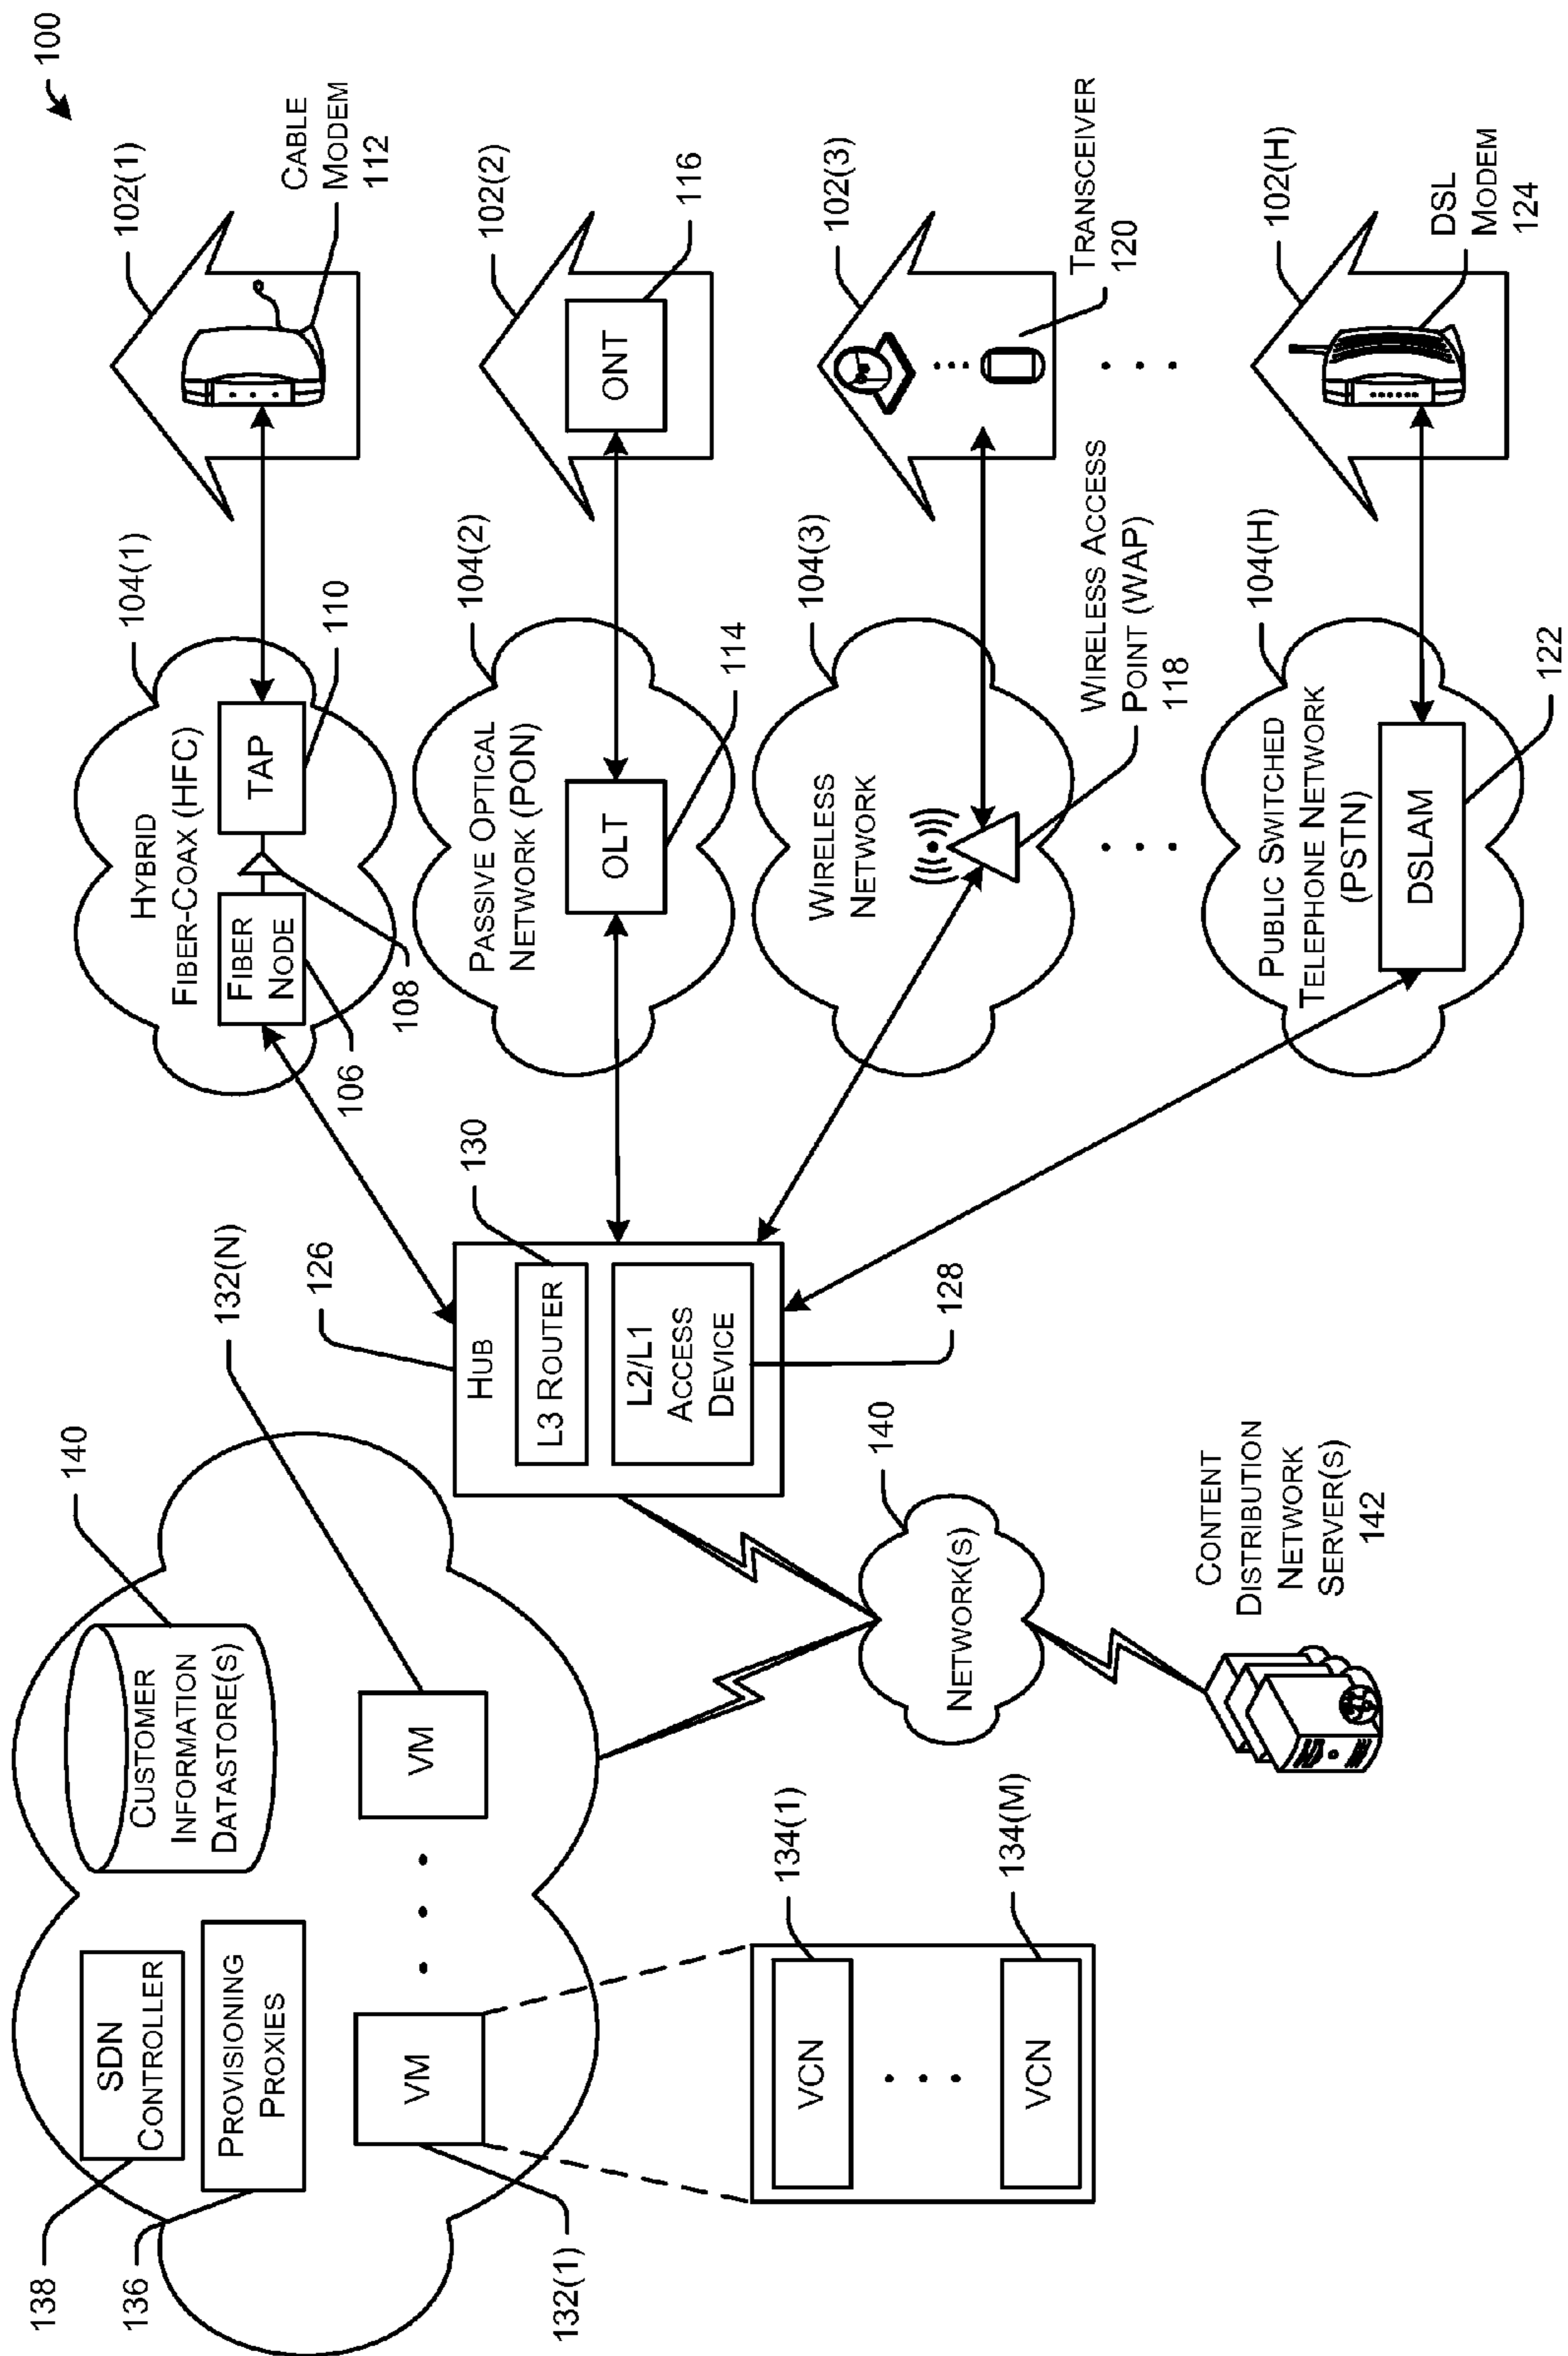 100
138
136
SDN
CONTROLLER
PROVISIONING
PROXIES
CUSTOMER
INFORMATION
DATASTORE(S)
140
VM
132(1)
VM
132(N)
VCN
134(1)
VCN
134(M)
126
HUB
L3 ROUTER
130
L2/L1
ACCESS
DEVICE
128
NETWORK(S)
140
CONTENT
DISTRIBUTION
NETWORK
SERVER(S)
142
HYBRID
FIBER-COAX (HFC)
104(1)
FIBER
NODE
106
108
TAP
110
102(1)
CABLE
MODEM
112
PASSIVE OPTICAL
NETWORK (PON)
104(2)
OLT
114
102(2)
ONT
116
WIRELESS
NETWORK
104(3)
WIRELESS ACCESS
POINT (WAP)
118
102(3)
TRANSCEIVER
120
PUBLIC SWITCHED
TELEPHONE NETWORK
(PSTN)
104(H)
DSLAM
122
102(H)
DSL
MODEM
124